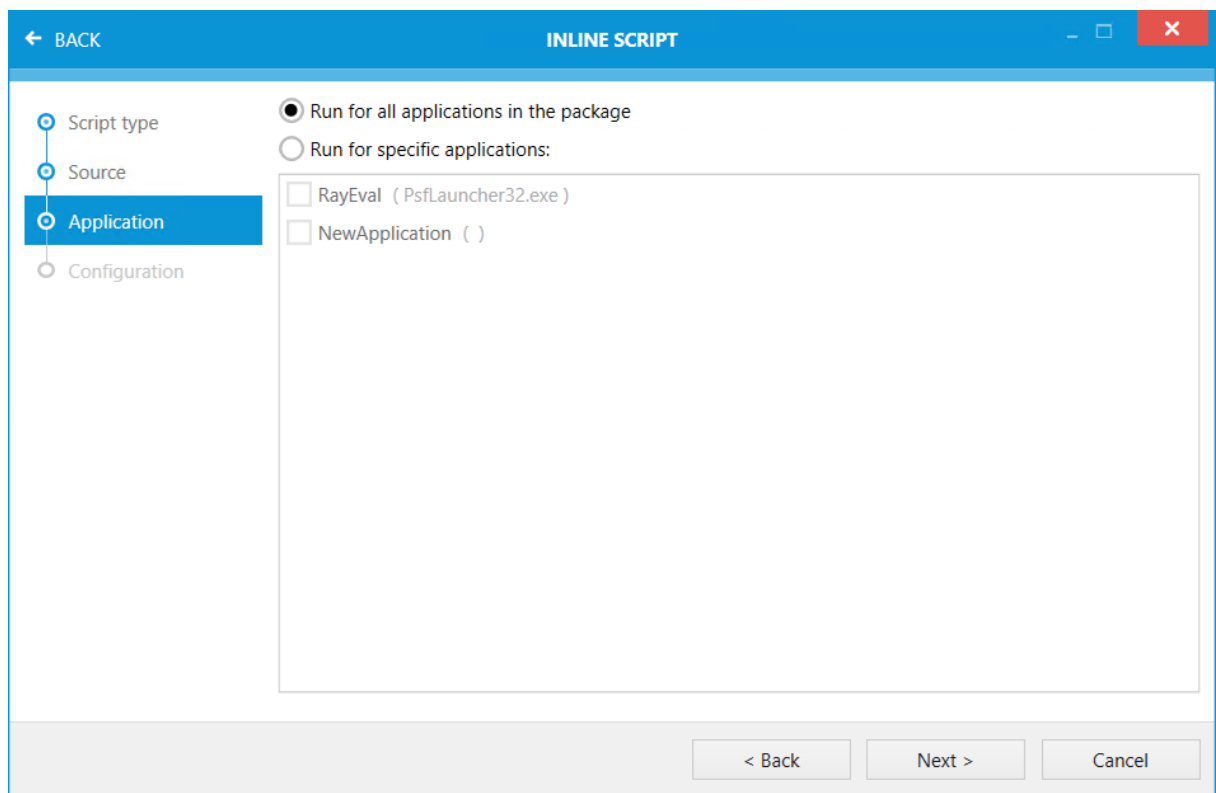 BACK
INLINE SCRIPT
Script type
Source
Application
Configuration
Run for all applications in the package
Run for specific applications:
RayEval ( PsfLauncher32.exe )
NewApplication ( )
< Back
Next >
Cancel